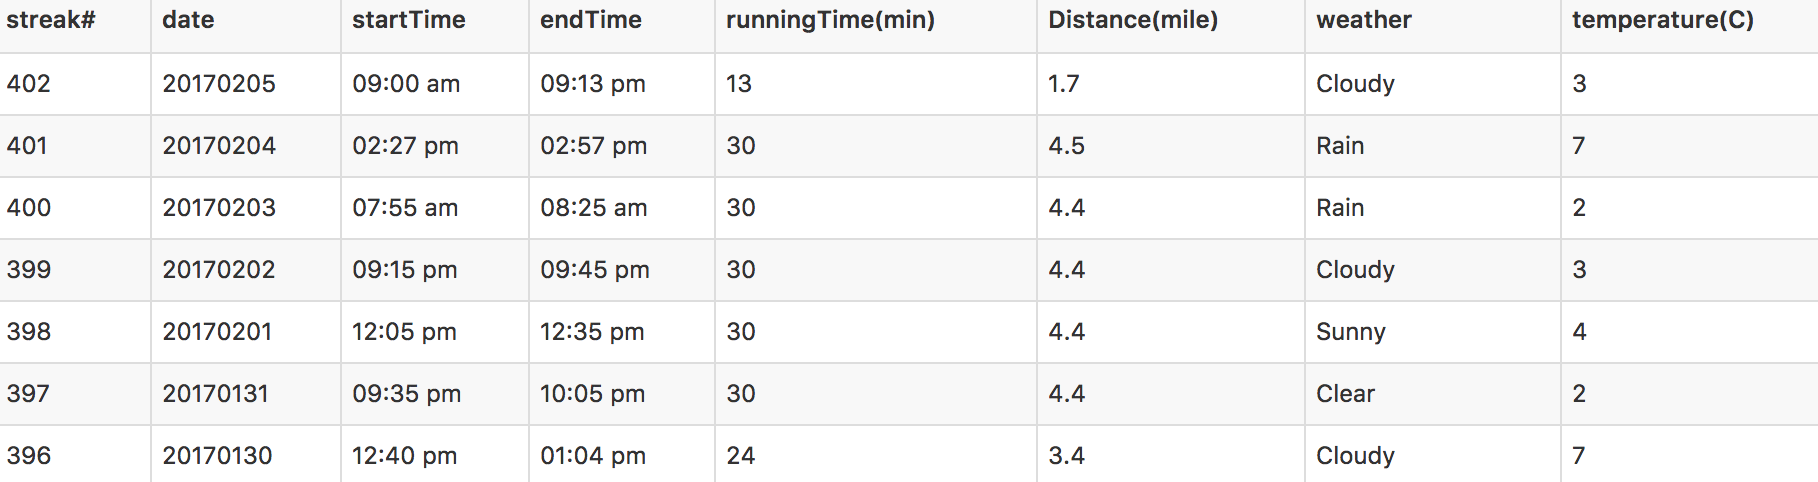 streak# date startTime endTime runningTime(min) Distance(mile) weather temperature(C)
402 20170205 09:00 am 09:13 pm 13 1.7 Cloudy 3
401 20170204 02:27 pm 02:57 pm 30 4.5 Rain 7
400 20170203 07:55 am 08:25 am 30 4.4 Rain 2
399 20170202 09:15 pm 09:45 pm 30 4.4 Cloudy 3
398 20170201 12:05 pm 12:35 pm 30 4.4 Sunny 4
397 20170131 09:35 pm 10:05 pm 30 4.4 Clear 2
396 20170130 12:40 pm 01:04 pm 24 3.4 Cloudy 7